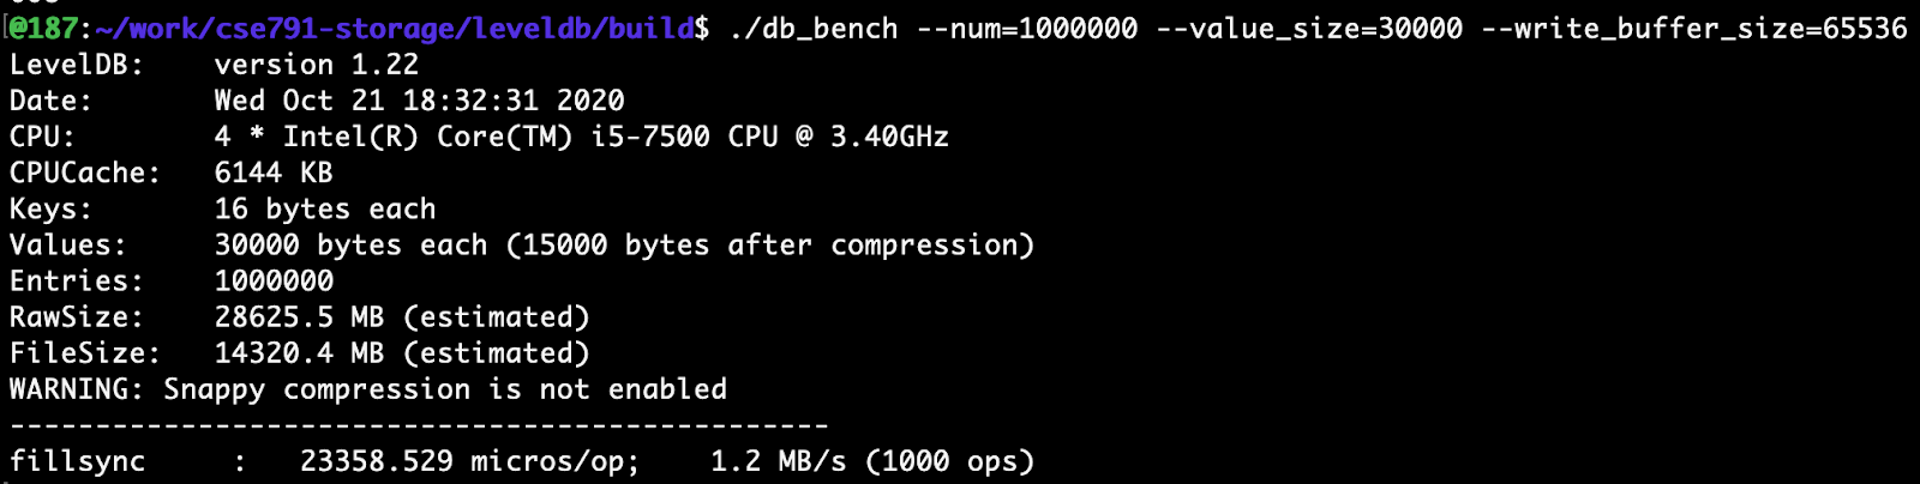 @187:~/work/cse791-storage/leveldb/build$ ./db_bench --num=1000000 --value_size=30000 --write_buffer_size=65536
LevelDB:    version 1.22
Date:       Wed Oct 21 18:32:31 2020
CPU:        4 * Intel(R) Core(TM) i5-7500 CPU @ 3.40GHz
CPUCache:   6144 KB
Keys:       16 bytes each
Values:     30000 bytes each (15000 bytes after compression)
Entries:    1000000
RawSize:    28625.5 MB (estimated)
FileSize:   14320.4 MB (estimated)
WARNING: Snappy compression is not enabled
------------------------------------------------
fillsync     :   23358.529 micros/op;    1.2 MB/s (1000 ops)